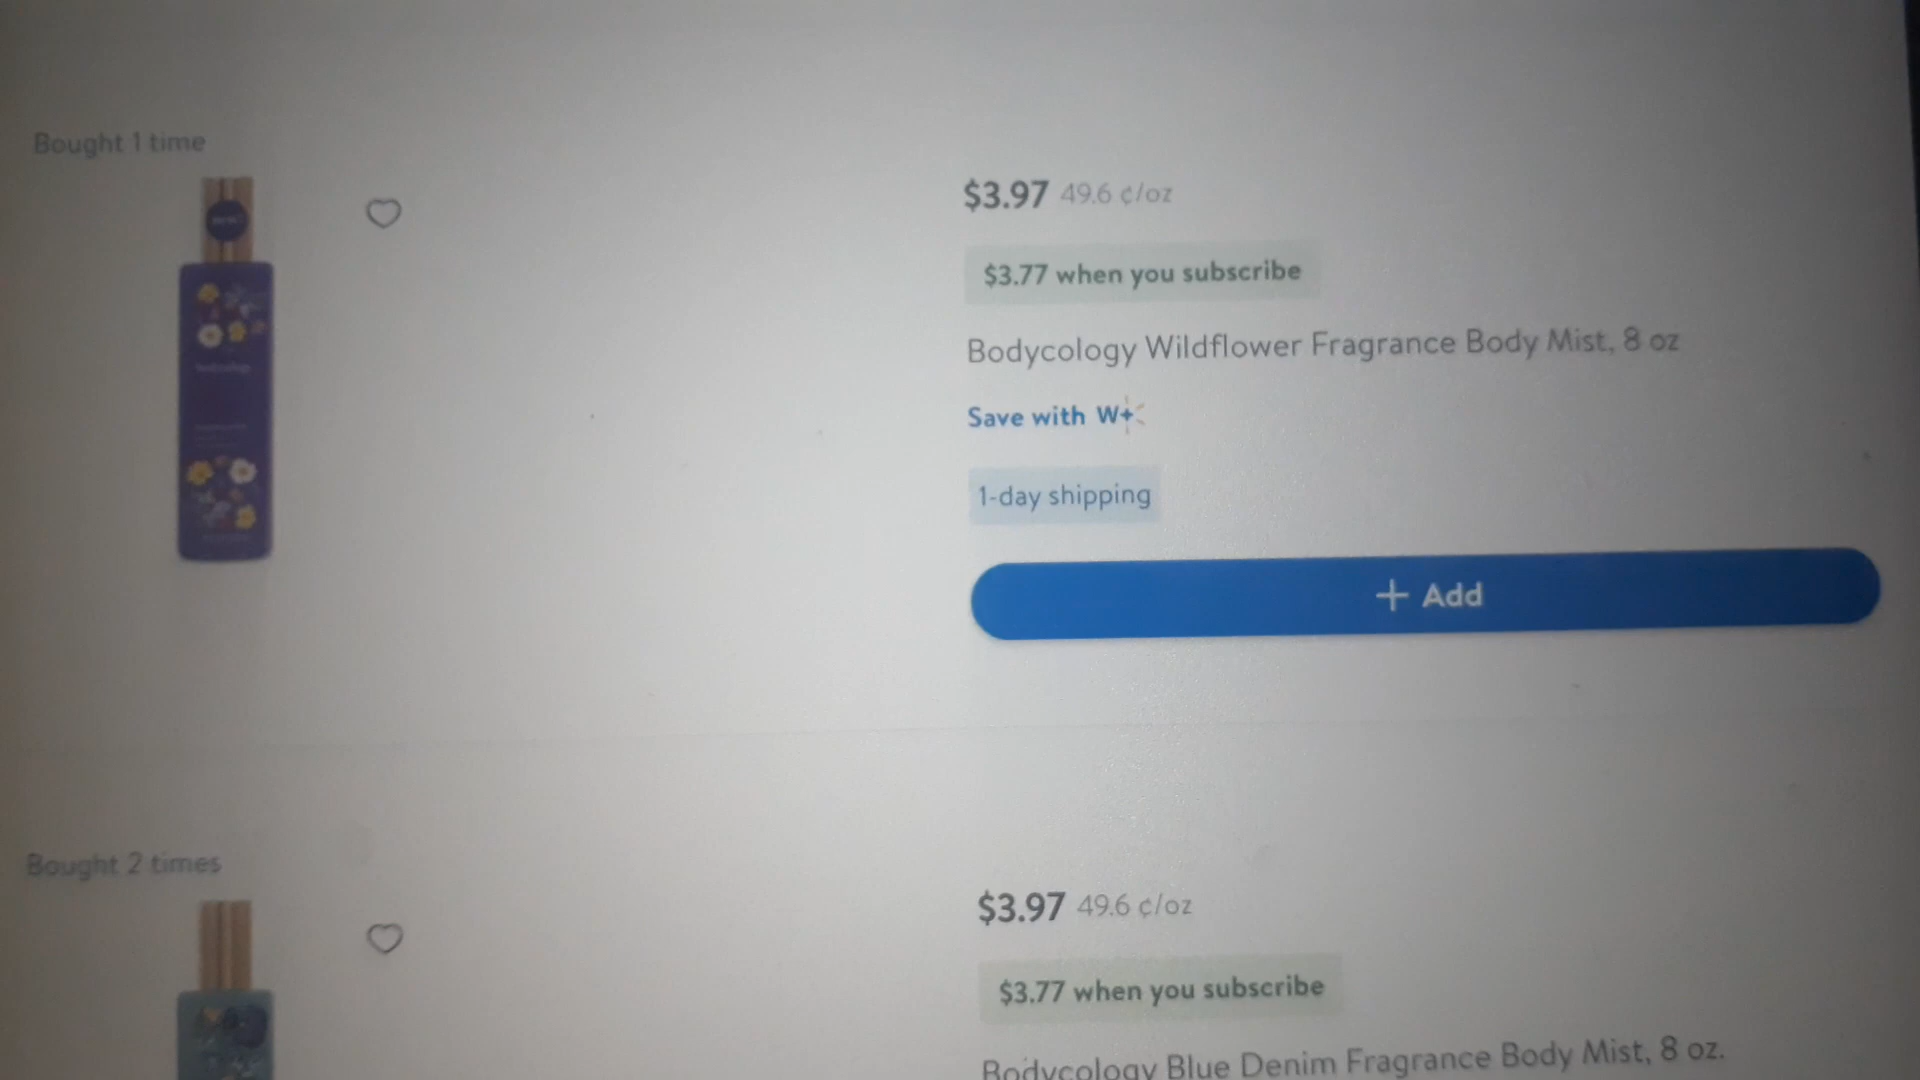 Bought 1 time
$3.97 49.6 ¢/oz
$3.77 when you subscribe
Bodycology Wildflower Fragrance Body Mist, 8 oz
Save with W+
1-day shipping
+ Add
Bought 2 times
$3.97 49.6 ¢/oz
$3.77 when you subscribe
Bodycology Blue Denim Fragrance Body Mist, 8 oz.